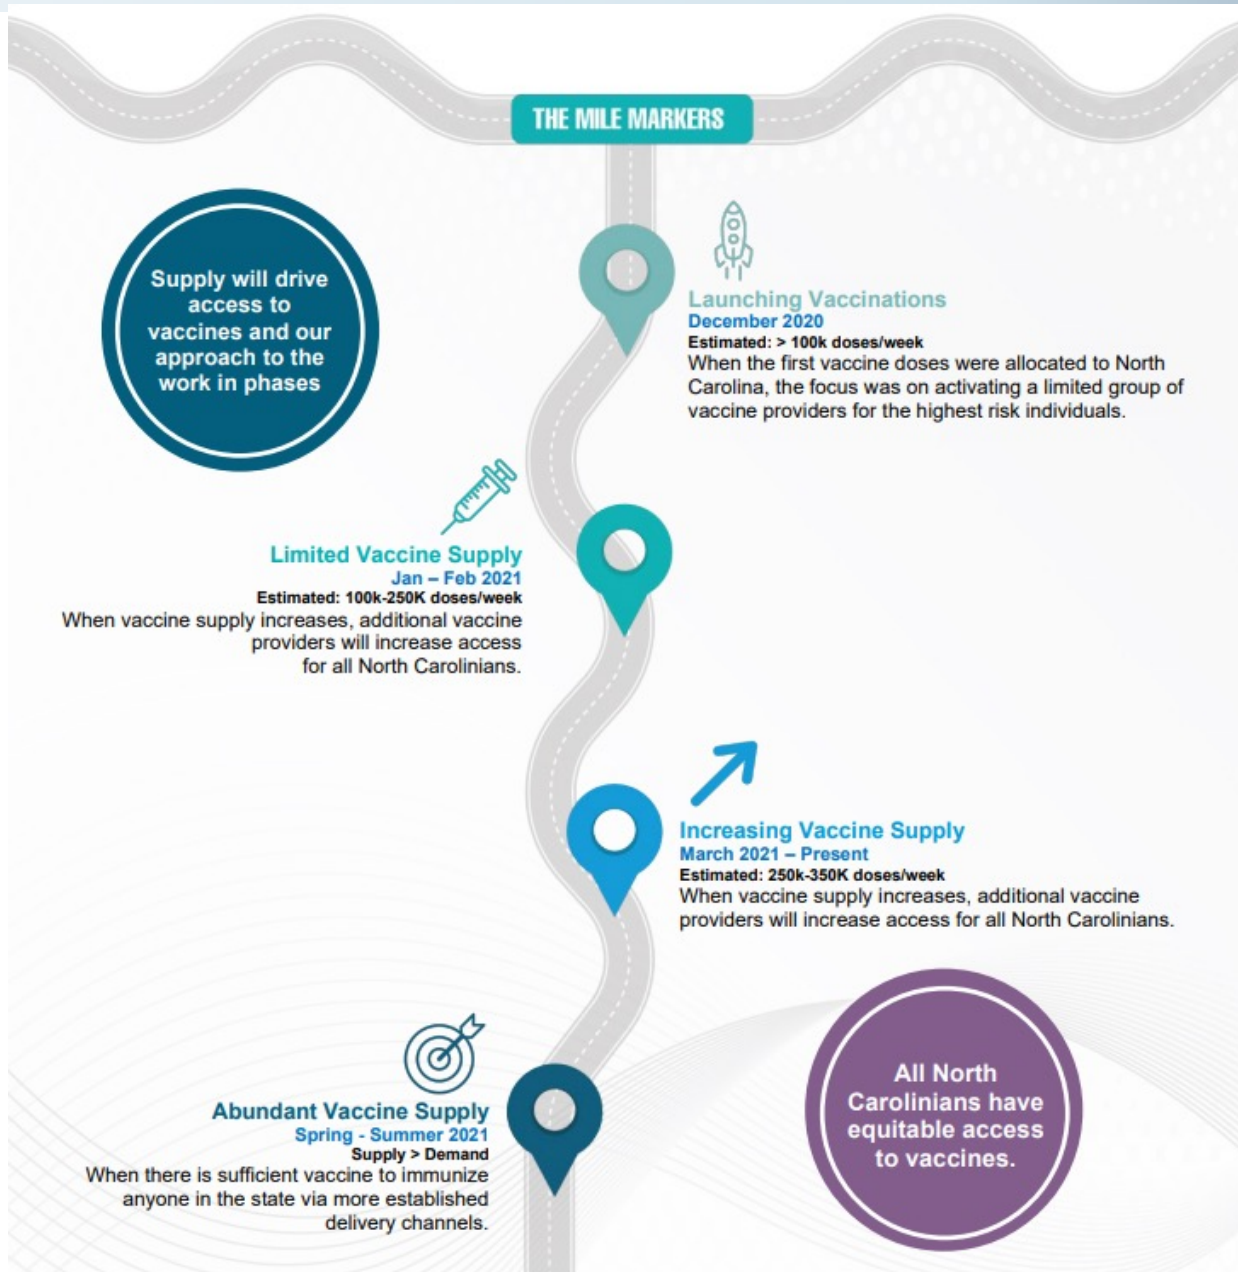 THE MILE MARKERS
Supply will drive
access to
vaccines and our
approach to the
work in phases
Launching Vaccinations
December 2020
Estimated: > 100k doses/week
When the first vaccine doses were allocated to North
Carolina, the focus was on activating a limited group of
vaccine providers for the highest risk individuals.
Limited Vaccine Supply
Jan – Feb 2021
Estimated: 100k-250K doses/week
When vaccine supply increases, additional vaccine
providers will increase access
for all North Carolinians.
Increasing Vaccine Supply
March 2021 – Present
Estimated: 250k-350K doses/week
When vaccine supply increases, additional vaccine
providers will increase access for all North Carolinians.
Abundant Vaccine Supply
Spring - Summer 2021
Supply > Demand
When there is sufficient vaccine to immunize
anyone in the state via more established
delivery channels.
All North
Carolinians have
equitable access
to vaccines.